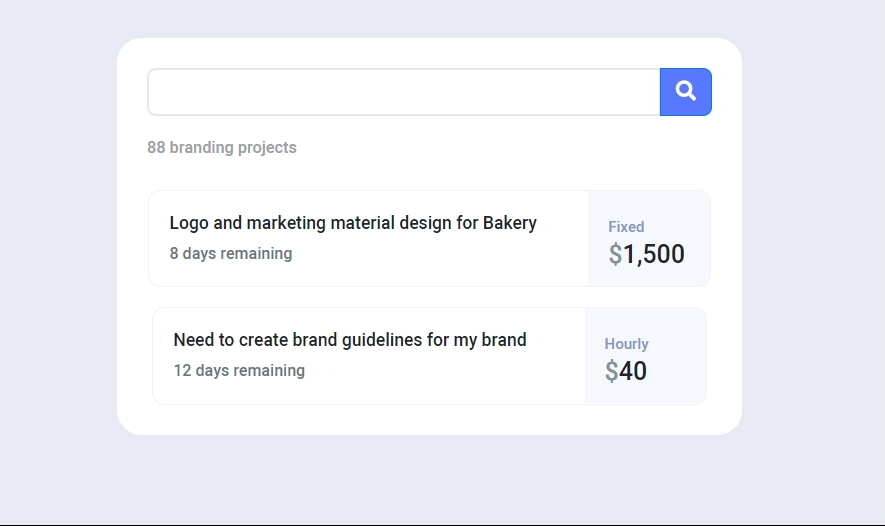 88 branding projects
Logo and marketing material design for Bakery
8 days remaining
Fixed
$1,500
Need to create brand guidelines for my brand
12 days remaining
Hourly
$40